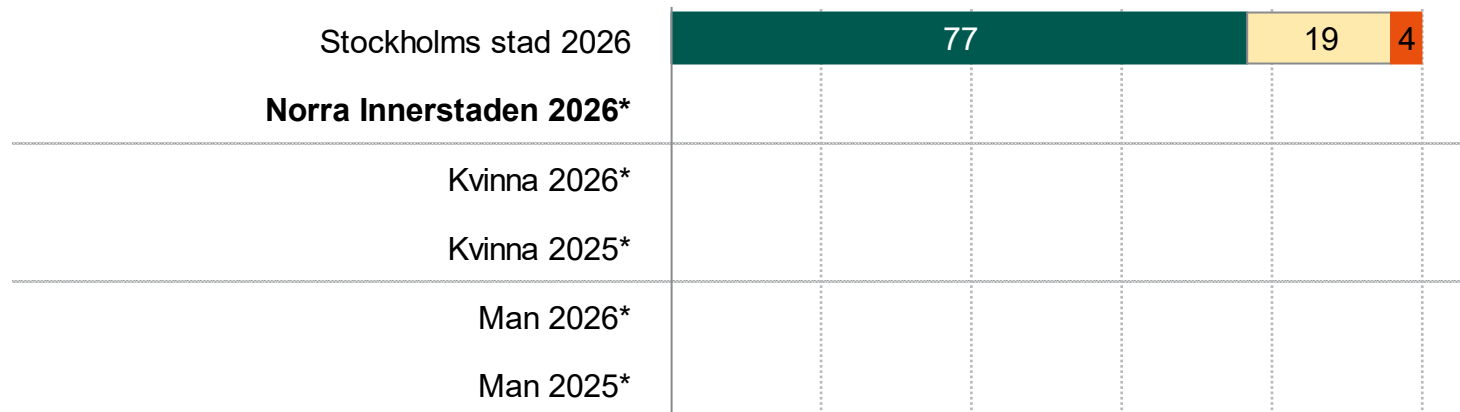 Stockholms stad 2026 77 19 4
Norra Innerstaden 2026*
Kvinna 2026*
Kvinna 2025*
Man 2026*
Man 2025*